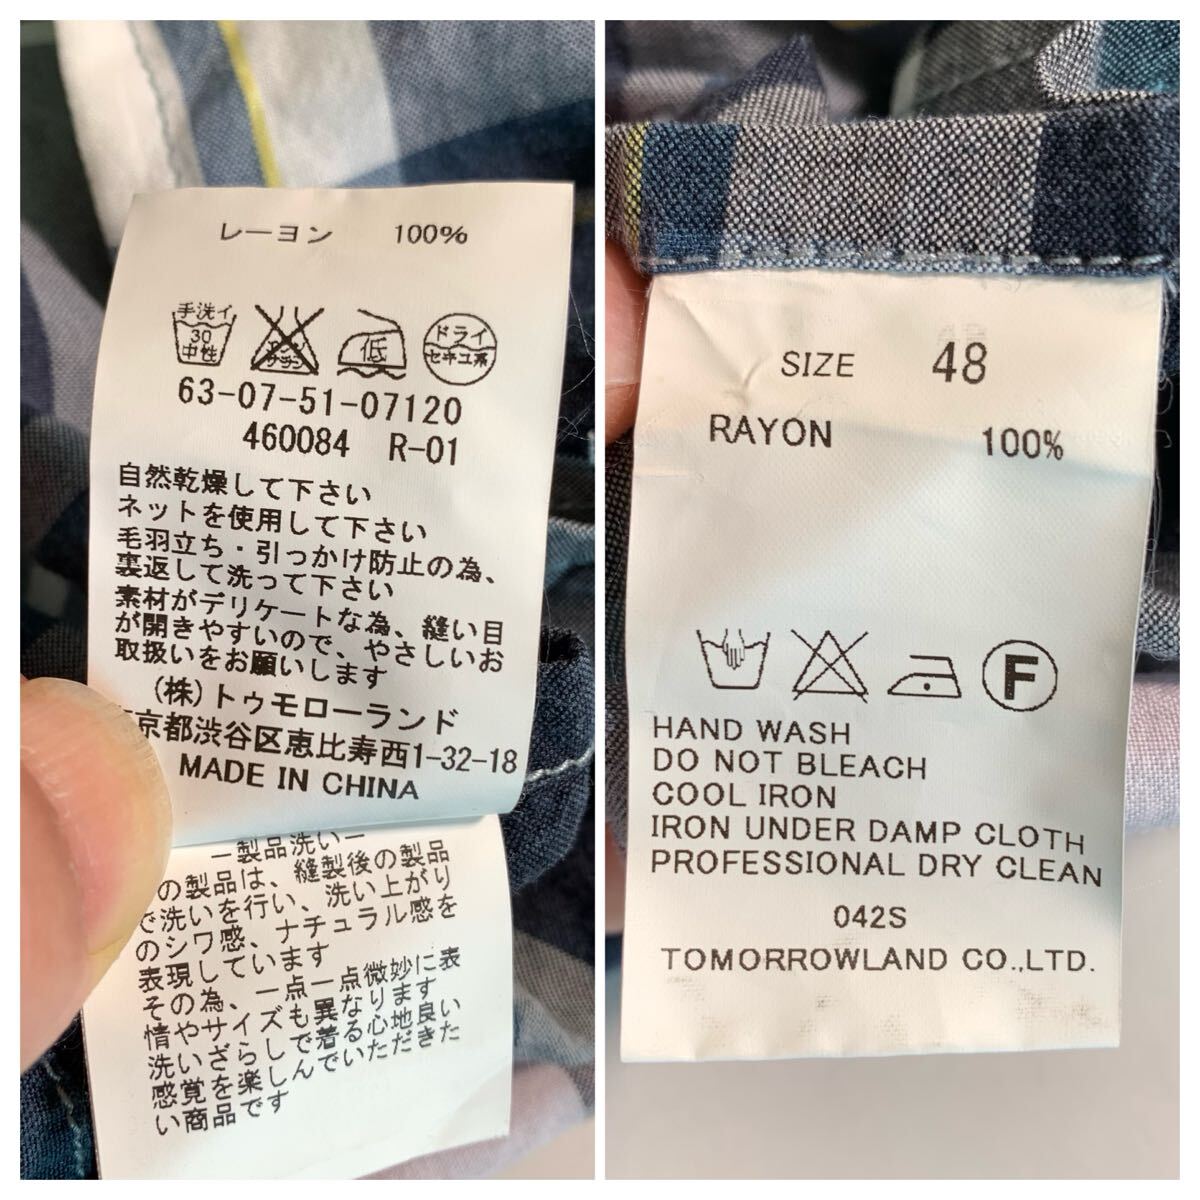 レーヨン 100%
手洗イ
30
中性
エンソ
サラシ
低
ドライ
セキユ系
63-07-51-07120
460084 R-01
自然乾燥して下さい
ネットを使用して下さい
毛羽立ち・引っかけ防止の為、
裏返して洗って下さい
素材がデリケートな為、縫い目
が開きやすいので、やさしいお
取扱いをお願いします
(株)トゥモローランド
京都渋谷区恵比寿西1-32-18
MADE IN CHINA
ー製品洗いー
の製品は、縫製後の製品
で洗いを行い、洗い上がり
のシワ感、ナチュラル感を
表現しています
その為、一点一点微妙に表
情やサイズも異なります
洗いざらしで着る心地良い
感覚を楽しんでいただきた
い商品です
SIZE 48
RAYON 100%
F
HAND WASH
DO NOT BLEACH
COOL IRON
IRON UNDER DAMP CLOTH
PROFESSIONAL DRY CLEAN
042S
TOMORROWLAND CO.,LTD.